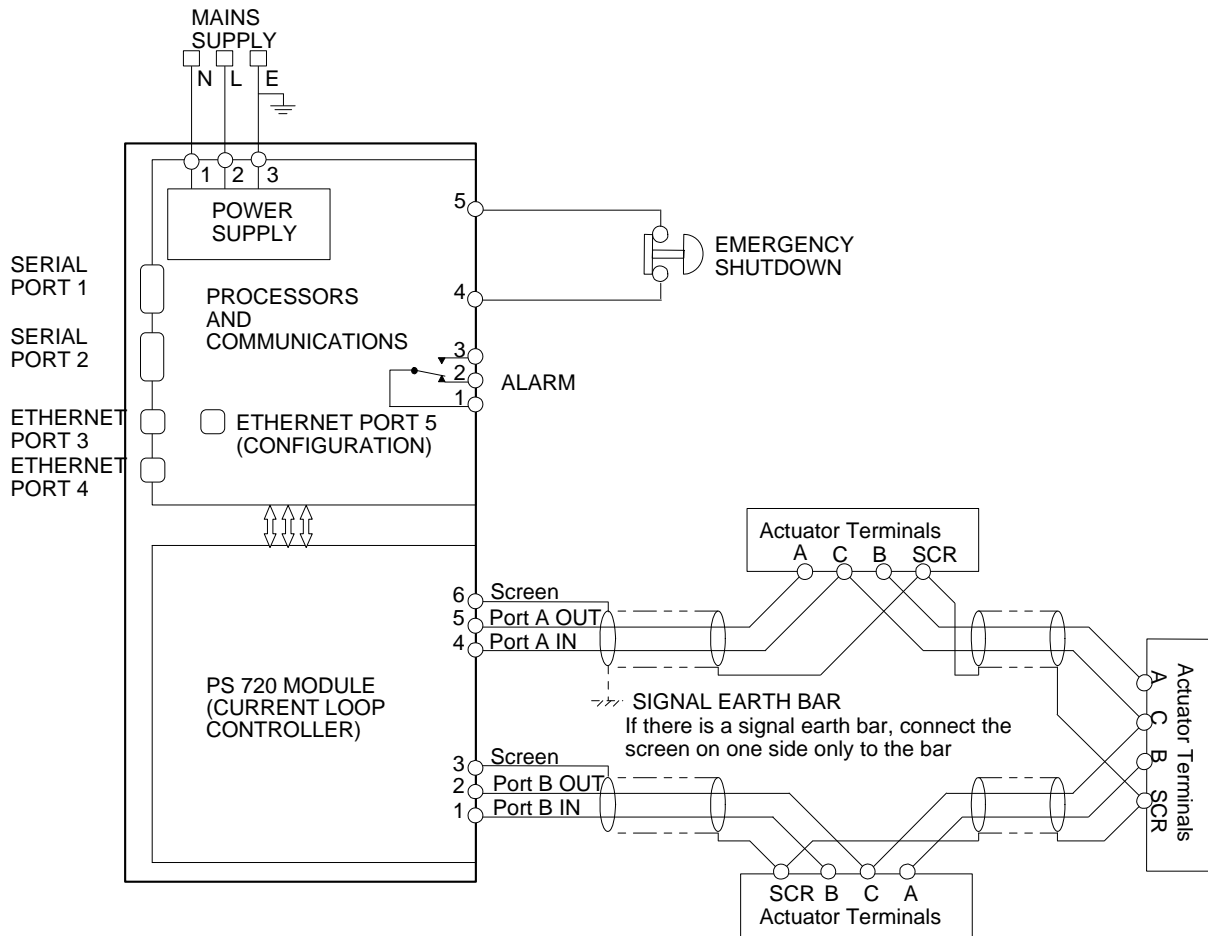 MAINS
SUPPLY
N L E
1 2 3
POWER
SUPPLY
5
EMERGENCY
SHUTDOWN
4
SERIAL
PORT 1
PROCESSORS
AND
COMMUNICATIONS
SERIAL
PORT 2
3
2
1
ALARM
ETHERNET
PORT 3
ETHERNET PORT 5
(CONFIGURATION)
ETHERNET
PORT 4
Actuator Terminals
A C B SCR
6 Screen
5 Port A OUT
4 Port A IN
PS 720 MODULE
(CURRENT LOOP
CONTROLLER)
SIGNAL EARTH BAR
If there is a signal earth bar, connect the
screen on one side only to the bar
3 Screen
2 Port B OUT
1 Port B IN
A C B SCR
Actuator Terminals
SCR B C A
Actuator Terminals